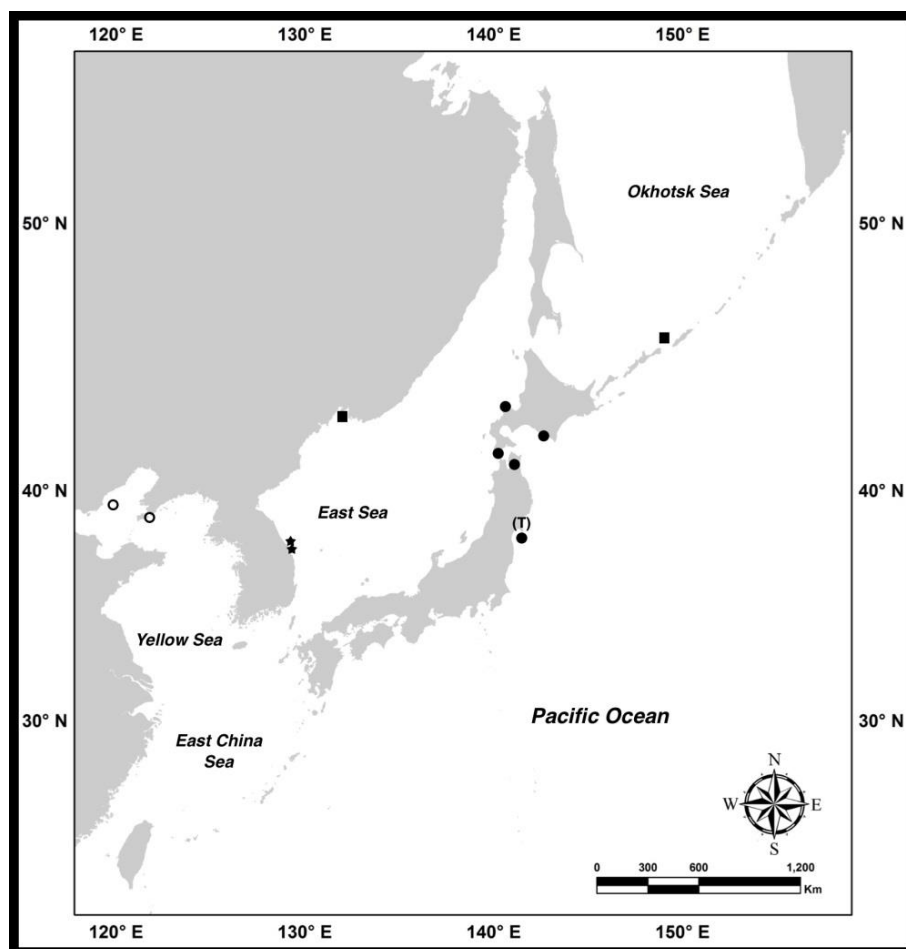 120° E 130° E 140° E 150° E
Okhotsk Sea
50° N 50° N
40° N 40° N
East Sea
(T)
Yellow Sea
Pacific Ocean
30° N 30° N
East China
Sea
N
W E
S
0 300 600 1,200
Km
120° E 130° E 140° E 150° E